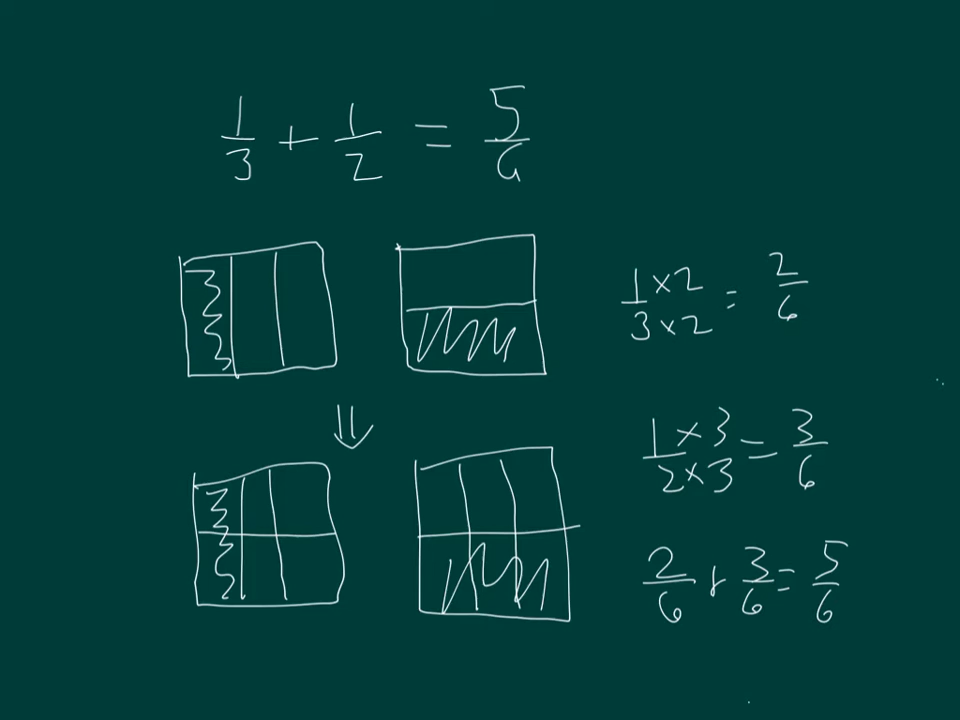 1/3 + 1/2 = 5/6
1×2/3×2 = 2/6
1×3/2×3 = 3/6
2/6 + 3/6 = 5/6